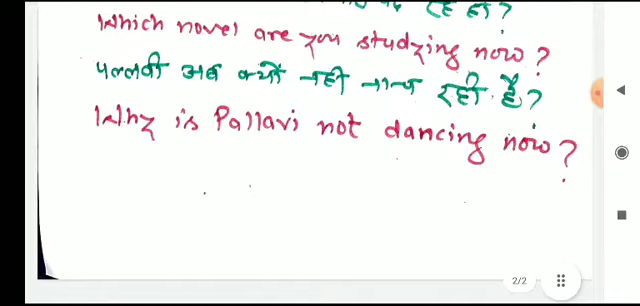 रहे हो?
Which novel are you studying now?
पल्लवी अब क्यों नहीं नाच रही है?
Why is Pallavi not dancing now?
2/2